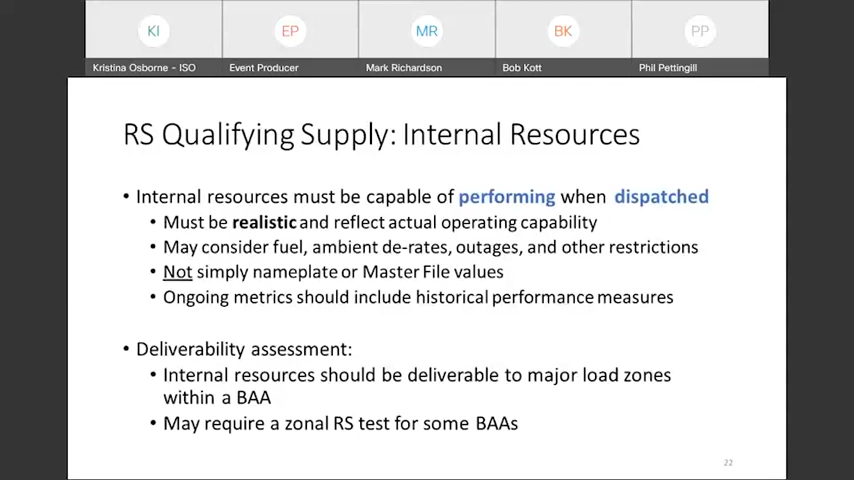 KI
EP
MR
BK
PP
Kristina Osborne - ISO
Event Producer
Mark Richardson
Bob Kott
Phil Pettingill
RS Qualifying Supply: Internal Resources
• Internal resources must be capable of performing when dispatched
• Must be realistic and reflect actual operating capability
• May consider fuel, ambient de-rates, outages, and other restrictions
• Not simply nameplate or Master File values
• Ongoing metrics should include historical performance measures
• Deliverability assessment:
• Internal resources should be deliverable to major load zones
within a BAA
• May require a zonal RS test for some BAAs
22